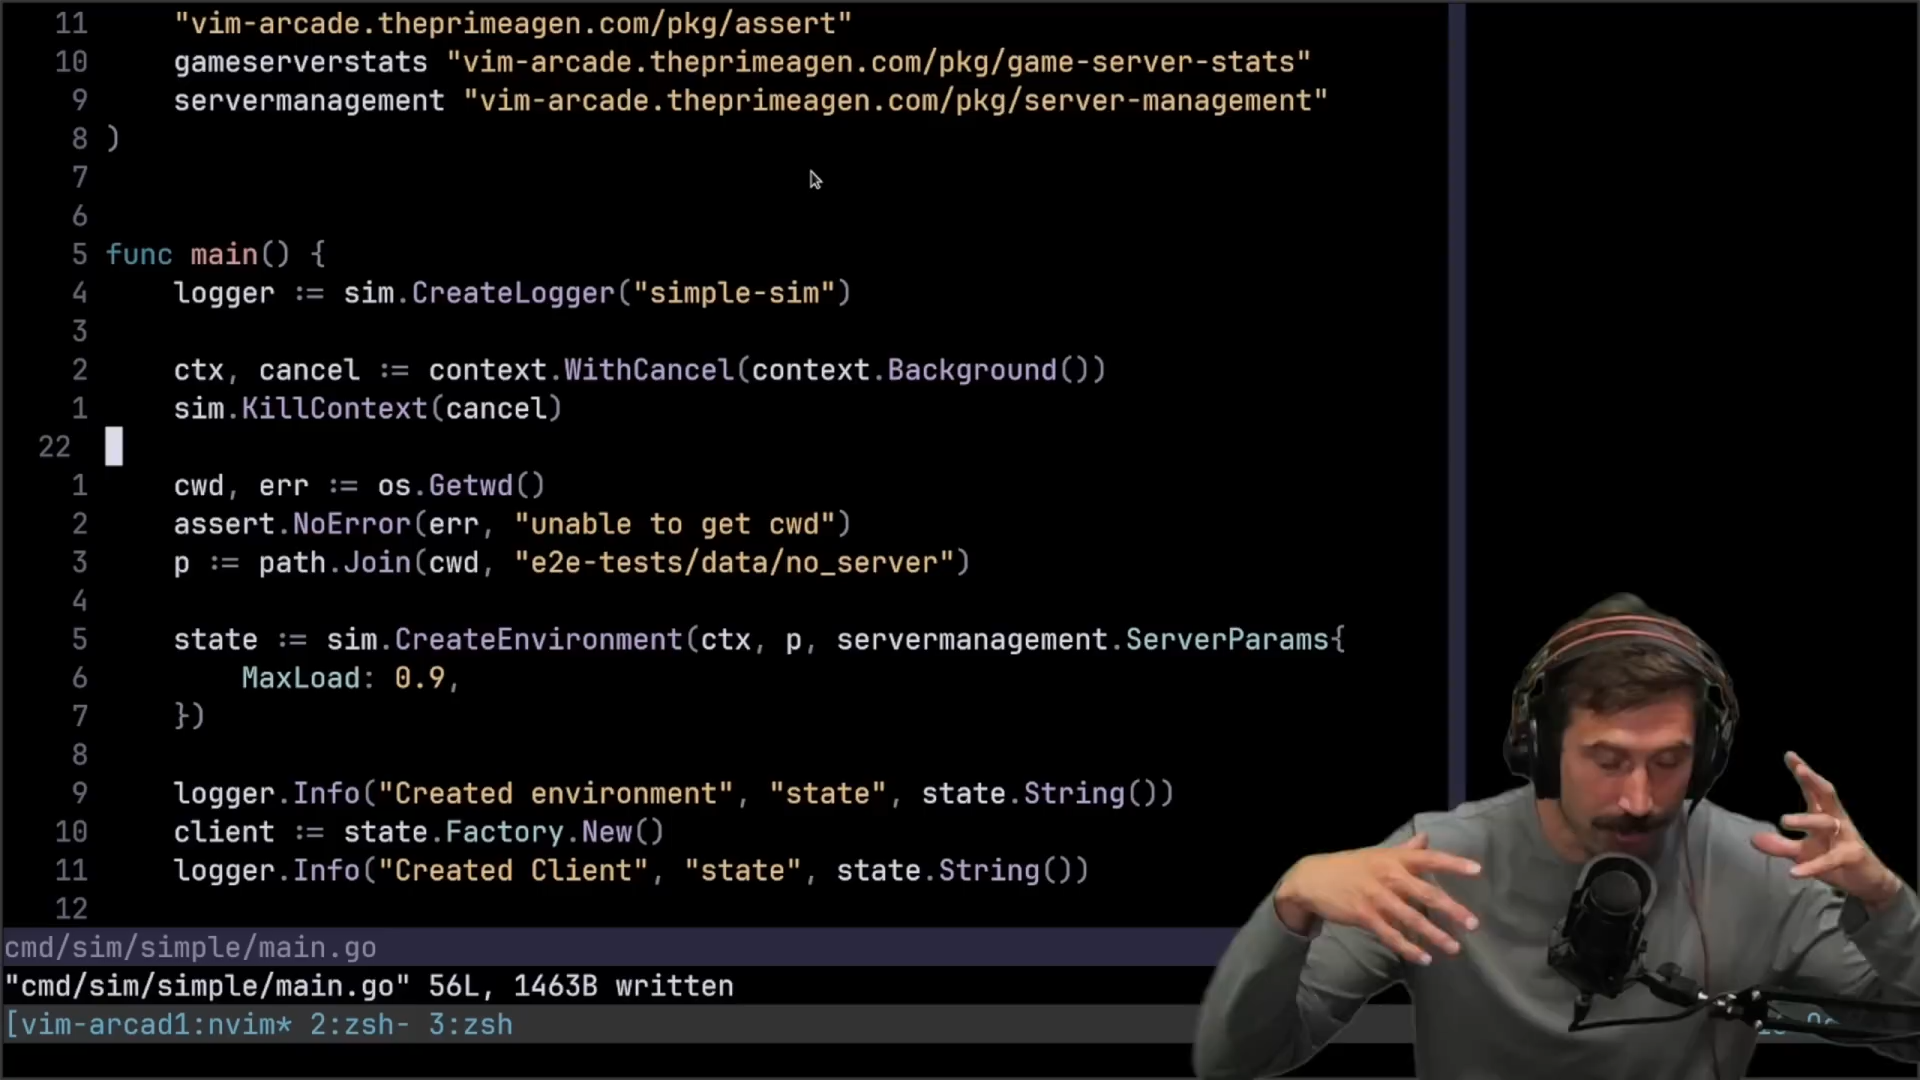 11 "vim-arcade.theprimeagen.com/pkg/assert"
10 gameserverstats "vim-arcade.theprimeagen.com/pkg/game-server-stats"
9 servermanagement "vim-arcade.theprimeagen.com/pkg/server-management"
8 )
7
6
5 func main() {
4 logger := sim.CreateLogger("simple-sim")
3
2 ctx, cancel := context.WithCancel(context.Background())
1 sim.KillContext(cancel)
22
1 cwd, err := os.Getwd()
2 assert.NoError(err, "unable to get cwd")
3 p := path.Join(cwd, "e2e-tests/data/no_server")
4
5 state := sim.CreateEnvironment(ctx, p, servermanagement.ServerParams{
6 MaxLoad: 0.9,
7 })
8
9 logger.Info("Created environment", "state", state.String())
10 client := state.Factory.New()
11 logger.Info("Created Client", "state", state.String())
12
cmd/sim/simple/main.go
"cmd/sim/simple/main.go" 56L, 1463B written
[vim-arcad1:nvim* 2:zsh- 3:zsh